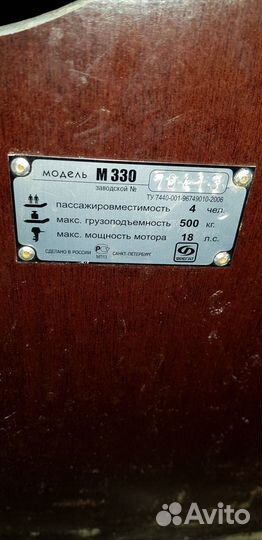 модель М 330
заводской №
ТУ 7440-001-96749010-2006
пассажировместимость 4 чел.
макс. грузоподъемность 500 кг.
макс. мощность мотора 18 л.с.
СДЕЛАНО В РОССИИ САНКТ-ПЕТЕРБУРГ
Avito